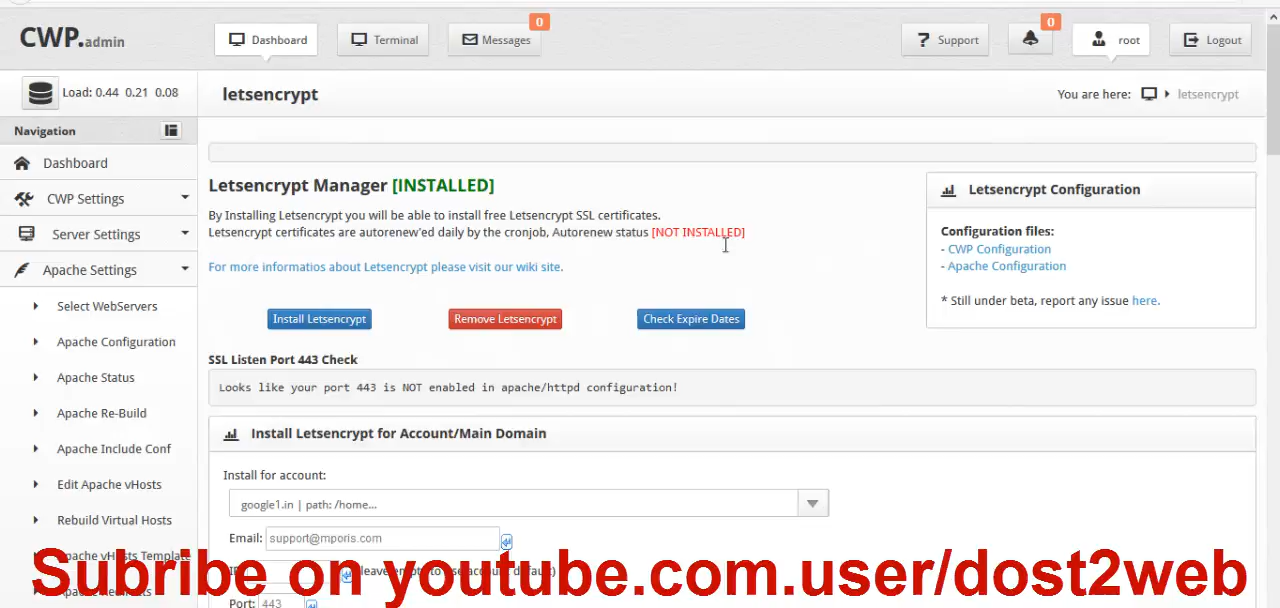 CWP.admin
Dashboard
Terminal
Messages
0
Support
0
root
Logout
Load: 0.44 0.21 0.08
letsencrypt
You are here:
letsencrypt
Navigation
Dashboard
CWP Settings
Server Settings
Apache Settings
Select WebServers
Apache Configuration
Apache Status
Apache Re-Build
Apache Include Conf
Edit Apache vHosts
Rebuild Virtual Hosts
Apache vHosts Template
Letsencrypt Manager [INSTALLED]
By Installing Letsencrypt you will be able to install free Letsencrypt SSL certificates.
Letsencrypt certificates are autorenew'ed daily by the cronjob, Autorenew status [NOT INSTALLED]
For more informatios about Letsencrypt please visit our wiki site.
Install Letsencrypt
Remove Letsencrypt
Check Expire Dates
Letsencrypt Configuration
Configuration files:
- CWP Configuration
- Apache Configuration
* Still under beta, report any issue here.
SSL Listen Port 443 Check
Looks like your port 443 is NOT enabled in apache/httpd configuration!
Install Letsencrypt for Account/Main Domain
Install for account:
google1.in | path: /home...
Email: support@mporis.com
Port: 443
Subribe on youtube.com.user/dost2web